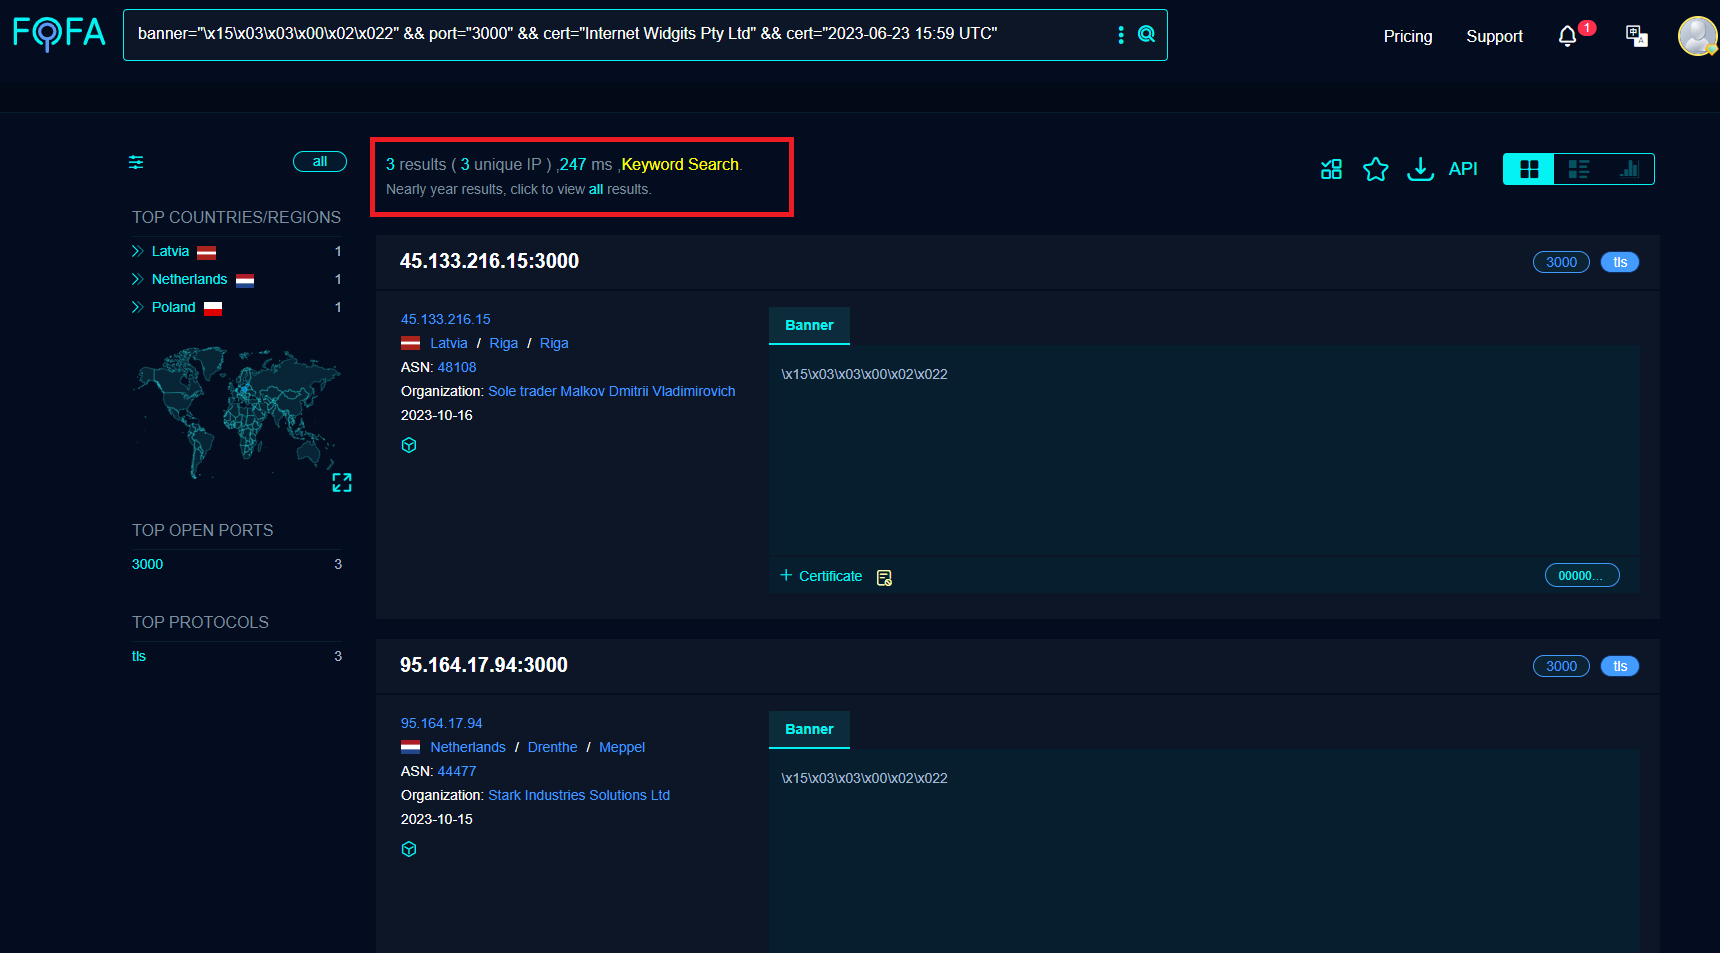 FOFA
banner="\x15\x03\x03\x00\x02\x022" && port="3000" && cert="Internet Widgits Pty Ltd" && cert="2023-06-23 15:59 UTC"
Pricing
Support
1
中 A
all
3 results ( 3 unique IP ) ,247 ms ,Keyword Search.
Nearly year results, click to view all results.
API
TOP COUNTRIES/REGIONS
Latvia 1
Netherlands 1
Poland 1
TOP OPEN PORTS
3000 3
TOP PROTOCOLS
tls 3
45.133.216.15:3000
3000 tls
45.133.216.15
Latvia / Riga / Riga
ASN: 48108
Organization: Sole trader Malkov Dmitrii Vladimirovich
2023-10-16
Banner
\x15\x03\x03\x00\x02\x022
+ Certificate
00000...
95.164.17.94:3000
3000 tls
95.164.17.94
Netherlands / Drenthe / Meppel
ASN: 44477
Organization: Stark Industries Solutions Ltd
2023-10-15
Banner
\x15\x03\x03\x00\x02\x022